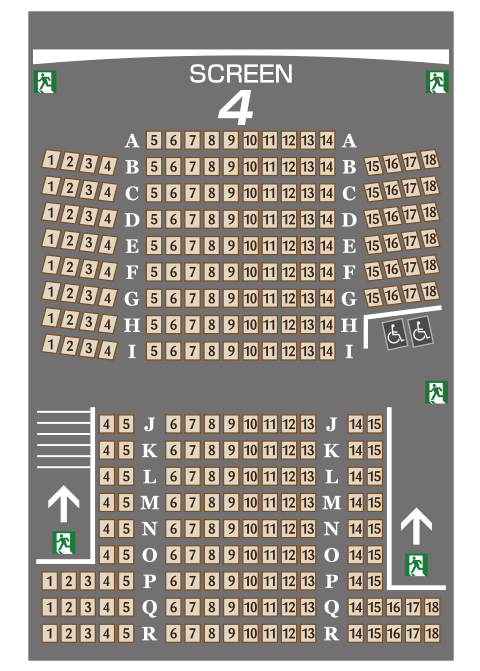 SCREEN
4
A 5 6 7 8 9 10 11 12 13 14 A
1 2 3 4 B 5 6 7 8 9 10 11 12 13 14 B 15 16 17 18
1 2 3 4 C 5 6 7 8 9 10 11 12 13 14 C 15 16 17 18
1 2 3 4 D 5 6 7 8 9 10 11 12 13 14 D 15 16 17 18
1 2 3 4 E 5 6 7 8 9 10 11 12 13 14 E 15 16 17 18
1 2 3 4 F 5 6 7 8 9 10 11 12 13 14 F 15 16 17 18
1 2 3 4 G 5 6 7 8 9 10 11 12 13 14 G 15 16 17 18
1 2 3 4 H 5 6 7 8 9 10 11 12 13 14 H
1 2 3 4 I 5 6 7 8 9 10 11 12 13 14 I
4 5 J 6 7 8 9 10 11 12 13 J 14 15
4 5 K 6 7 8 9 10 11 12 13 K 14 15
4 5 L 6 7 8 9 10 11 12 13 L 14 15
4 5 M 6 7 8 9 10 11 12 13 M 14 15
4 5 N 6 7 8 9 10 11 12 13 N 14 15
4 5 O 6 7 8 9 10 11 12 13 O 14 15
1 2 3 4 5 P 6 7 8 9 10 11 12 13 P 14 15
1 2 3 4 5 Q 6 7 8 9 10 11 12 13 Q 14 15 16 17 18
1 2 3 4 5 R 6 7 8 9 10 11 12 13 R 14 15 16 17 18